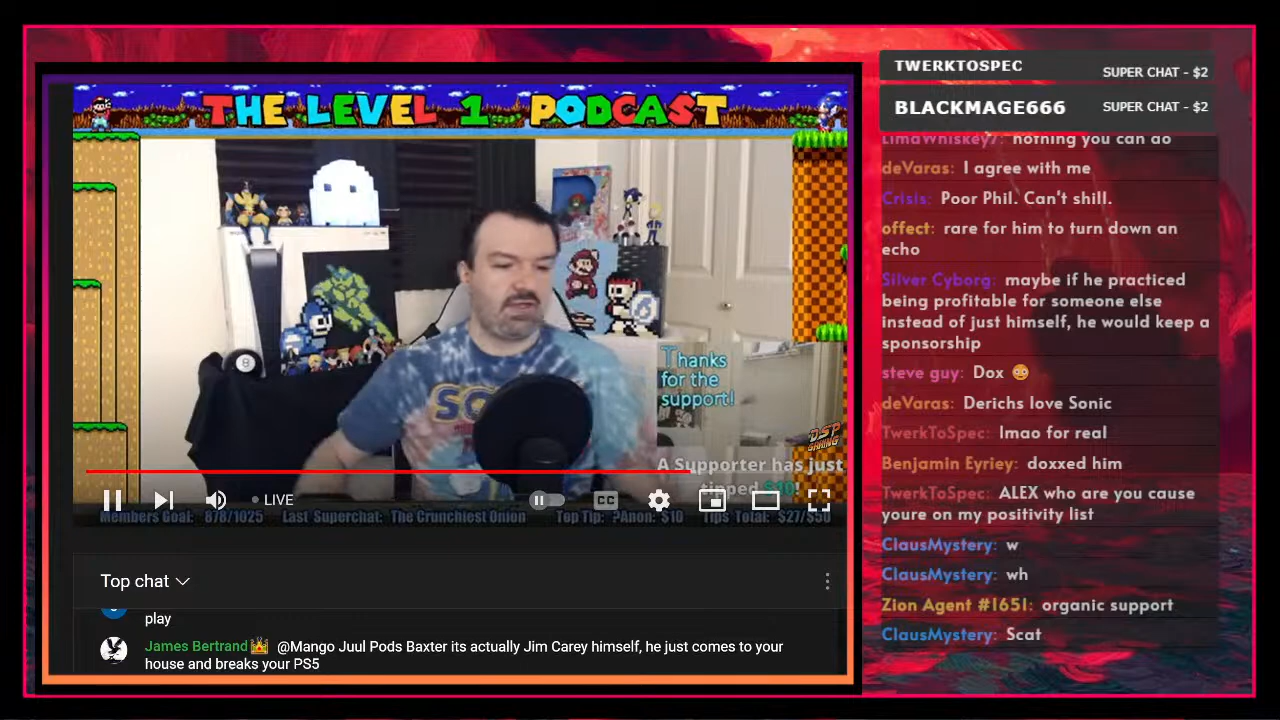 THE LEVEL 1 PODCAST
Thanks
for the
support!
DSP
GAMING
A Supporter has just
tipped $10!
LIVE
CC
Members Goal: 878/1025 Last Superchat: The Crunchiest Onion Top Tip: ?Anon: $10 Tips Total: $27/$50
Top chat
play
James Bertrand @Mango Juul Pods Baxter its actually Jim Carey himself, he just comes to your
house and breaks your PS5
TWERKTOSPEC SUPER CHAT - $2
BLACKMAGE666 SUPER CHAT - $2
LimaWhiskey7: nothing you can do
deVaras: I agree with me
Crisis: Poor Phil. Can't shill.
offect: rare for him to turn down an
echo
Silver Cyborg: maybe if he practiced
being profitable for someone else
instead of just himself, he would keep a
sponsorship
steve guy: Dox 😳
deVaras: Derichs love Sonic
TwerkToSpec: lmao for real
Benjamin Eyriey: doxxed him
TwerkToSpec: ALEX who are you cause
youre on my positivity list
ClausMystery: w
ClausMystery: wh
Zion Agent #1651: organic support
ClausMystery: Scat